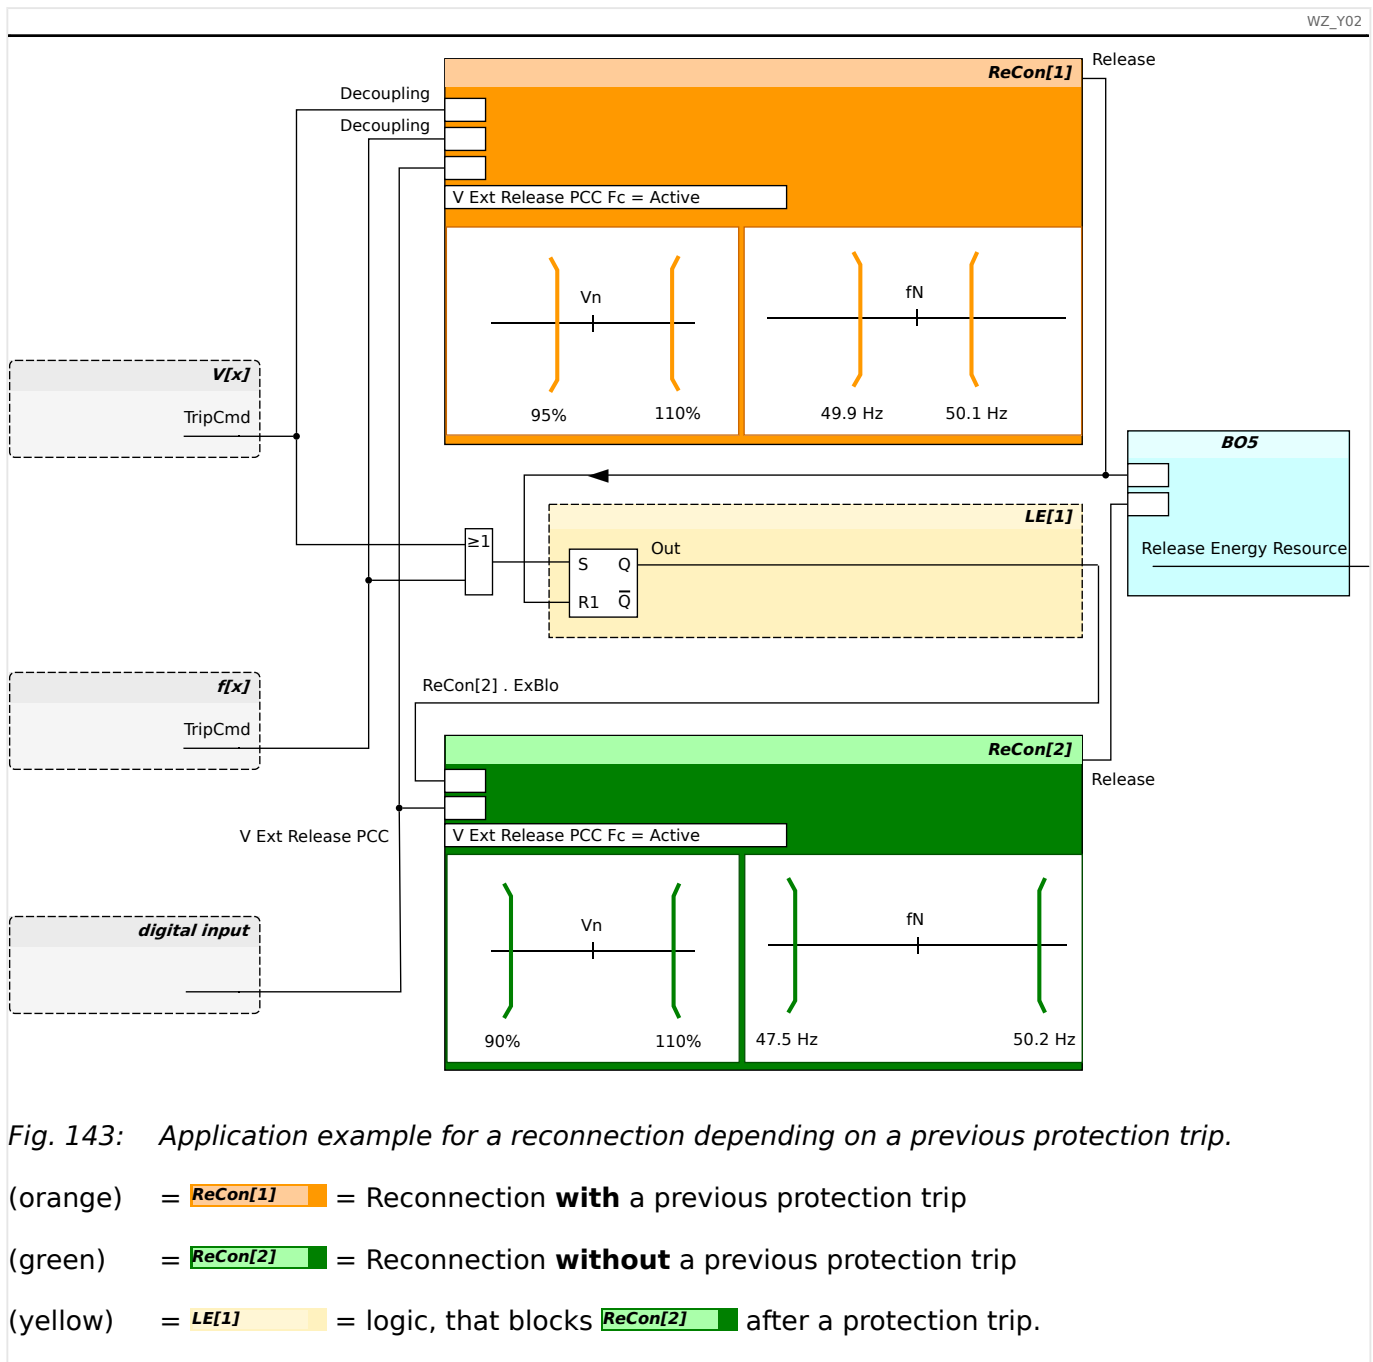 WZ_Y02
Release
ReCon[1]
Decoupling
Decoupling
V Ext Release PCC Fc = Active
Vn
fN
95%
110%
49.9 Hz
50.1 Hz
V[x]
TripCmd
BO5
Release Energy Resource
LE[1]
≥1
Out
S Q
R1 Q̅
f[x]
TripCmd
ReCon[2] . ExBlo
ReCon[2]
Release
V Ext Release PCC
V Ext Release PCC Fc = Active
digital input
Vn
fN
90%
110%
47.5 Hz
50.2 Hz
Fig. 143: Application example for a reconnection depending on a previous protection trip.
(orange) = ReCon[1] = Reconnection with a previous protection trip
(green) = ReCon[2] = Reconnection without a previous protection trip
(yellow) = LE[1] = logic, that blocks ReCon[2] after a protection trip.